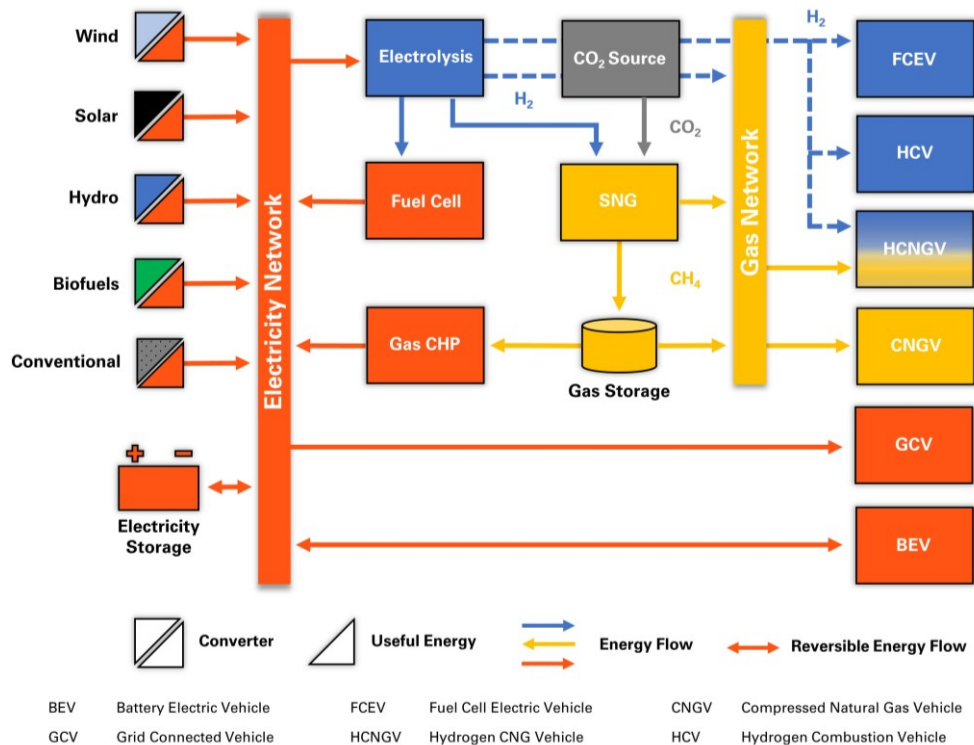 Wind
Solar
Hydro
Biofuels
Conventional
+ −
Electricity
Storage
Electricity Network
Electrolysis
CO₂ Source
H₂
CO₂
Fuel Cell
SNG
CH₄
Gas CHP
Gas Storage
Gas Network
H₂
FCEV
HCV
HCNGV
CNGV
GCV
BEV
Converter
Useful Energy
Energy Flow
Reversible Energy Flow
BEV Battery Electric Vehicle
FCEV Fuel Cell Electric Vehicle
CNGV Compressed Natural Gas Vehicle
GCV Grid Connected Vehicle
HCNGV Hydrogen CNG Vehicle
HCV Hydrogen Combustion Vehicle